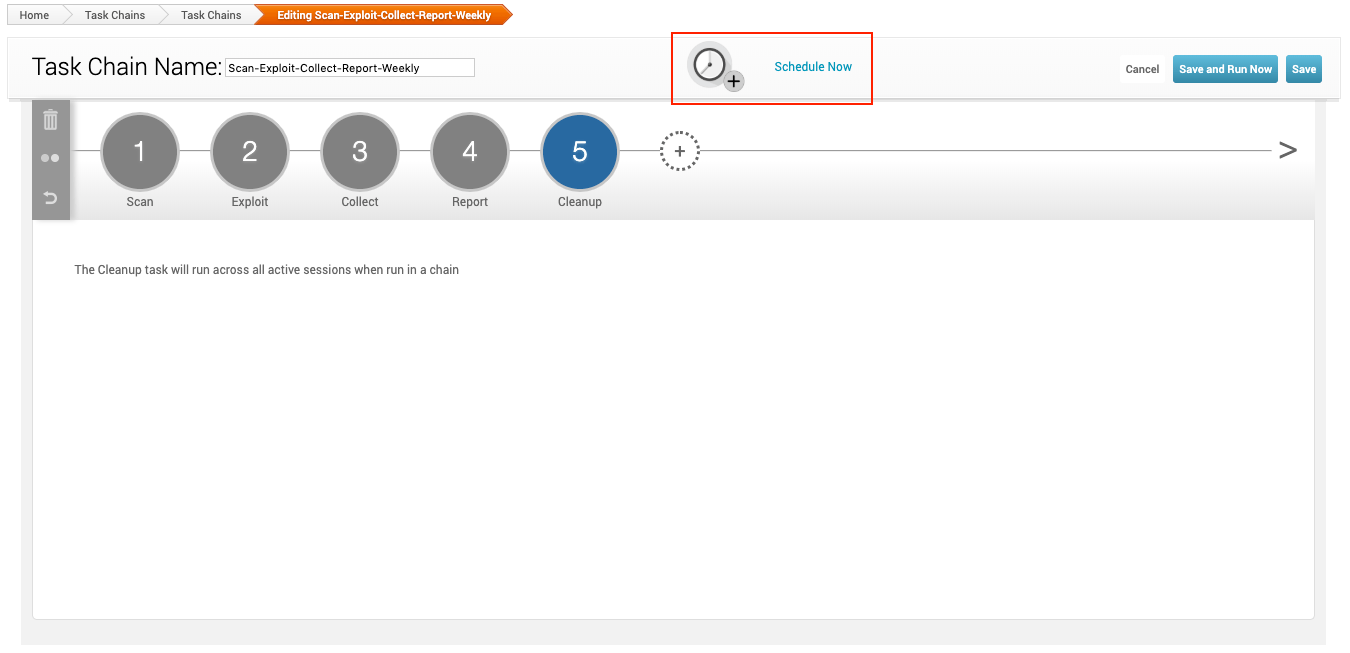 Home Task Chains Task Chains Editing Scan-Exploit-Collect-Report-Weekly
Task Chain Name: Scan-Exploit-Collect-Report-Weekly Schedule Now Cancel Save and Run Now Save
1 2 3 4 5 + >
Scan Exploit Collect Report Cleanup
The Cleanup task will run across all active sessions when run in a chain